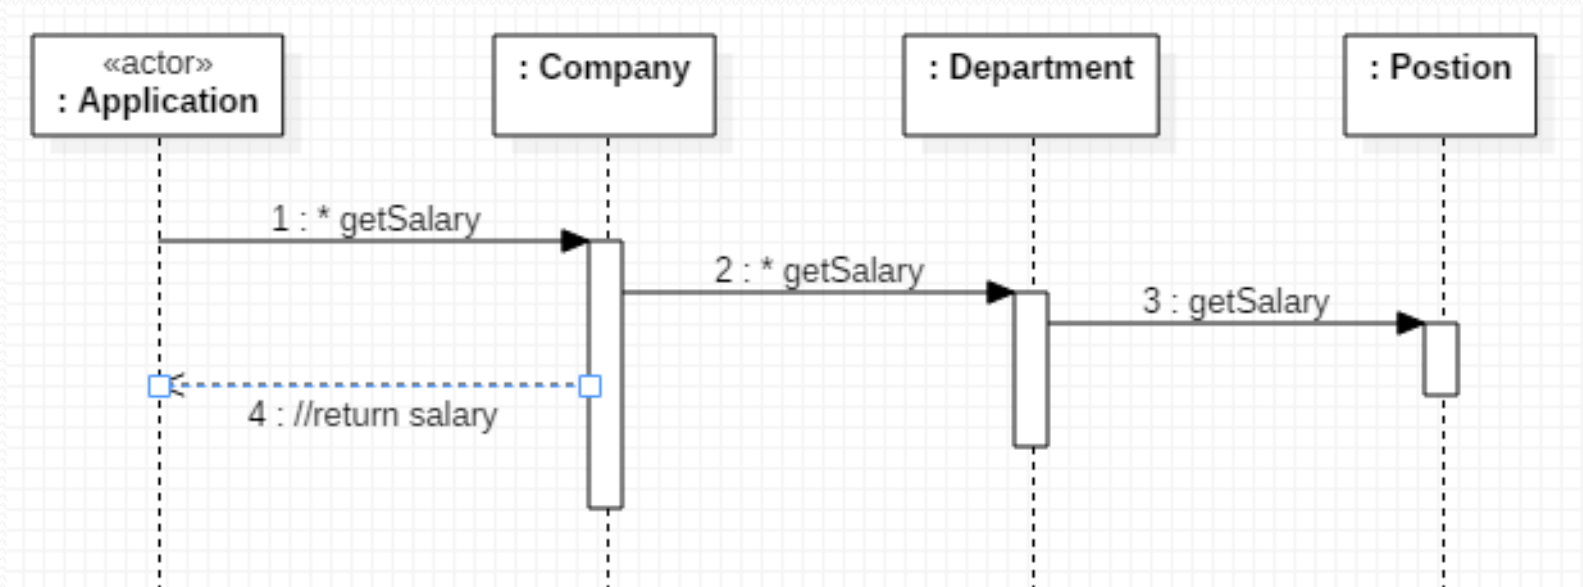 «actor»
: Application
: Company
: Department
: Postion
1 : * getSalary
2 : * getSalary
3 : getSalary
4 : //return salary